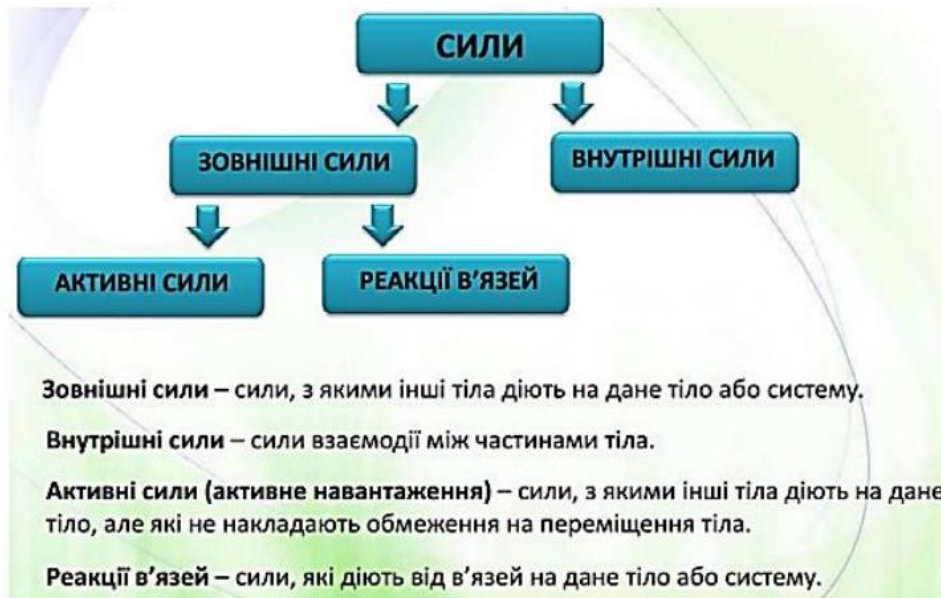 СИЛИ
ЗОВНІШНІ СИЛИ
ВНУТРІШНІ СИЛИ
АКТИВНІ СИЛИ
РЕАКЦІЇ В’ЯЗЕЙ
Зовнішні сили – сили, з якими інші тіла діють на дане тіло або систему.
Внутрішні сили – сили взаємодії між частинами тіла.
Активні сили (активне навантаження) – сили, з якими інші тіла діють на дане
тіло, але які не накладають обмеження на переміщення тіла.
Реакції в’язей – сили, які діють від в’язей на дане тіло або систему.